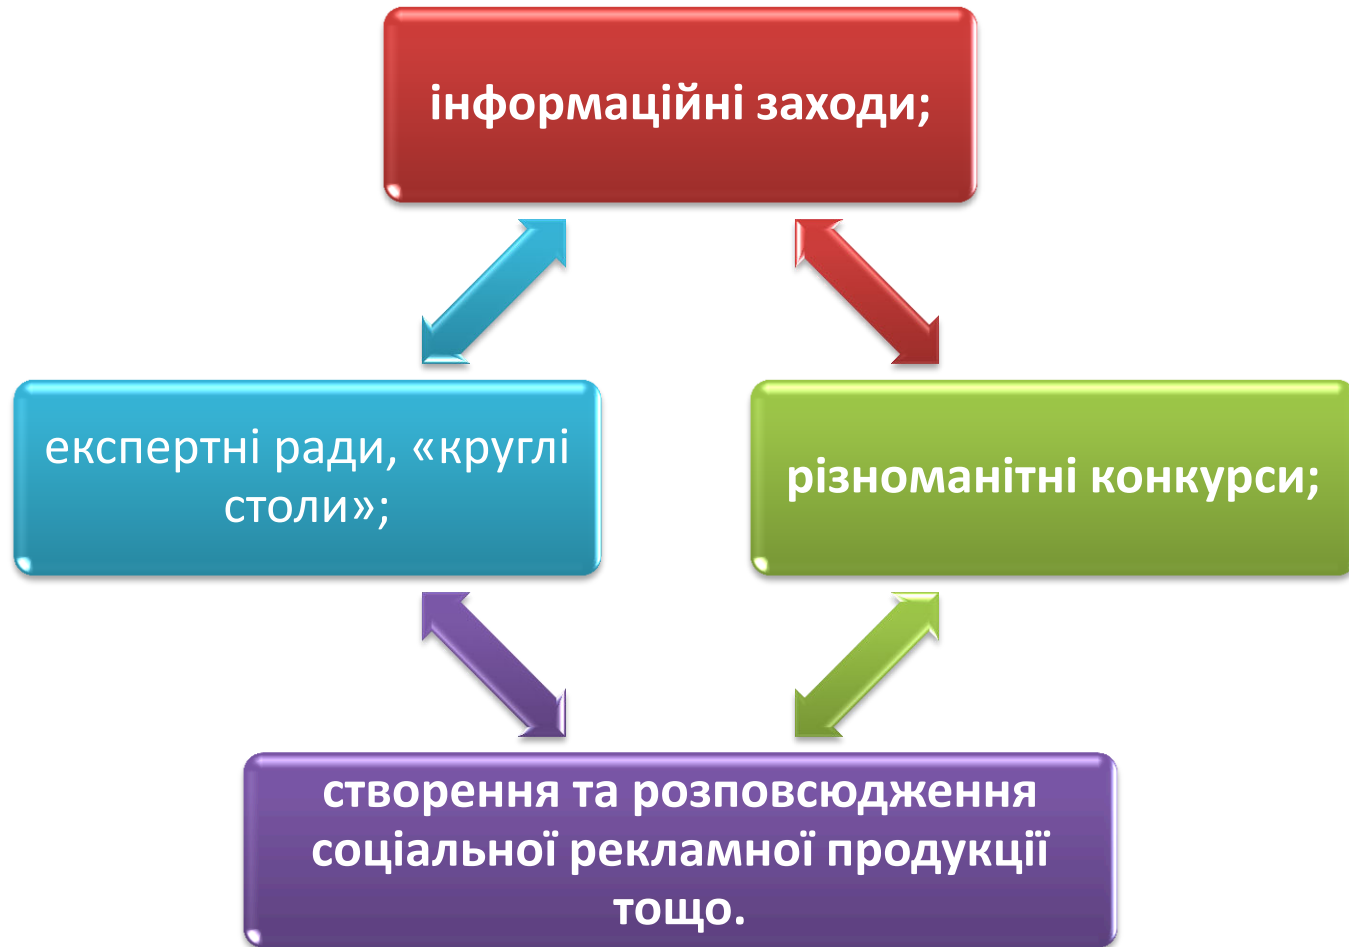 інформаційні заходи;
експертні ради, «круглі
столи»;
різноманітні конкурси;
створення та розповсюдження
соціальної рекламної продукції
тощо.